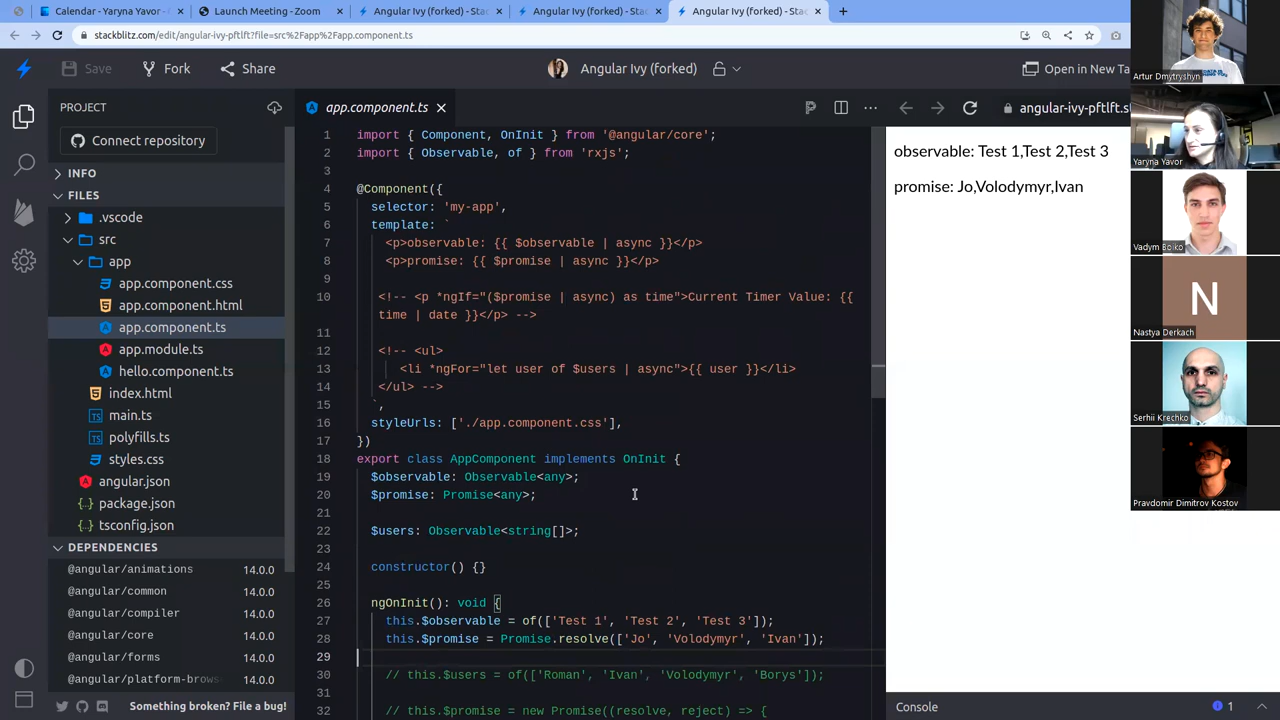 Calendar - Yaryna Yavor - O
Launch Meeting - Zoom
Angular Ivy (forked) - Stac
Angular Ivy (forked) - Stac
Angular Ivy (forked) - Stac
stackblitz.com/edit/angular-ivy-pftlft?file=src%2Fapp%2Fapp.component.ts
Save
Fork
Share
Angular Ivy (forked)
Open in New Ta
PROJECT
Connect repository
INFO
FILES
.vscode
src
app
app.component.css
app.component.html
app.component.ts
app.module.ts
hello.component.ts
index.html
main.ts
polyfills.ts
styles.css
angular.json
package.json
tsconfig.json
DEPENDENCIES
@angular/animations 14.0.0
@angular/common 14.0.0
@angular/compiler 14.0.0
@angular/core 14.0.0
@angular/forms 14.0.0
@angular/platform-brows 14.0.0
Something broken? File a bug!
app.component.ts
1 import { Component, OnInit } from '@angular/core';
2 import { Observable, of } from 'rxjs';
3
4 @Component({
5 selector: 'my-app',
6 template: `
7 <p>observable: {{ $observable | async }}</p>
8 <p>promise: {{ $promise | async }}</p>
9
10 <!-- <p *ngIf="($promise | async) as time">Current Timer Value: {{
time | date }}</p> -->
11
12 <!-- <ul>
13 <li *ngFor="let user of $users | async">{{ user }}</li>
14 </ul> -->
15 `,
16 styleUrls: ['./app.component.css'],
17 })
18 export class AppComponent implements OnInit {
19 $observable: Observable<any>;
20 $promise: Promise<any>;
21
22 $users: Observable<string[]>;
23
24 constructor() {}
25
26 ngOnInit(): void {
27 this.$observable = of(['Test 1', 'Test 2', 'Test 3']);
28 this.$promise = Promise.resolve(['Jo', 'Volodymyr', 'Ivan']);
29
30 // this.$users = of(['Roman', 'Ivan', 'Volodymyr', 'Borys']);
31
32 // this.$promise = new Promise((resolve, reject) => {
angular-ivy-pftlft.s
observable: Test 1,Test 2,Test 3
promise: Jo,Volodymyr,Ivan
Console
1
Artur Dmytryshyn
Yaryna Yavor
Vadym Boiko
N
Nastya Derkach
Serhii Krechko
Pravdomir Dimitrov Kostov